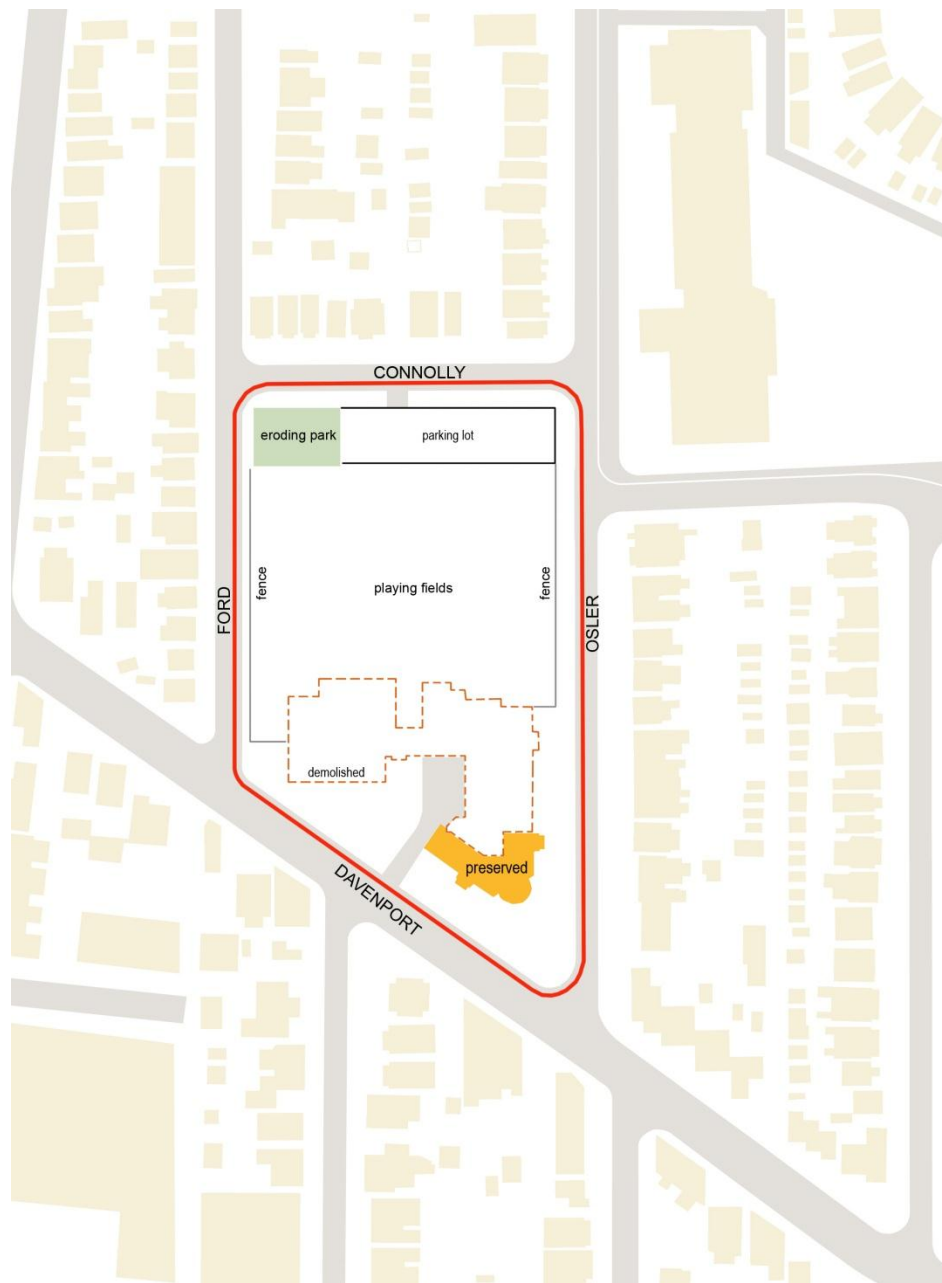 CONNOLLY
eroding park
parking lot
FORD
fence
playing fields
fence
OSLER
demolished
preserved
DAVENPORT